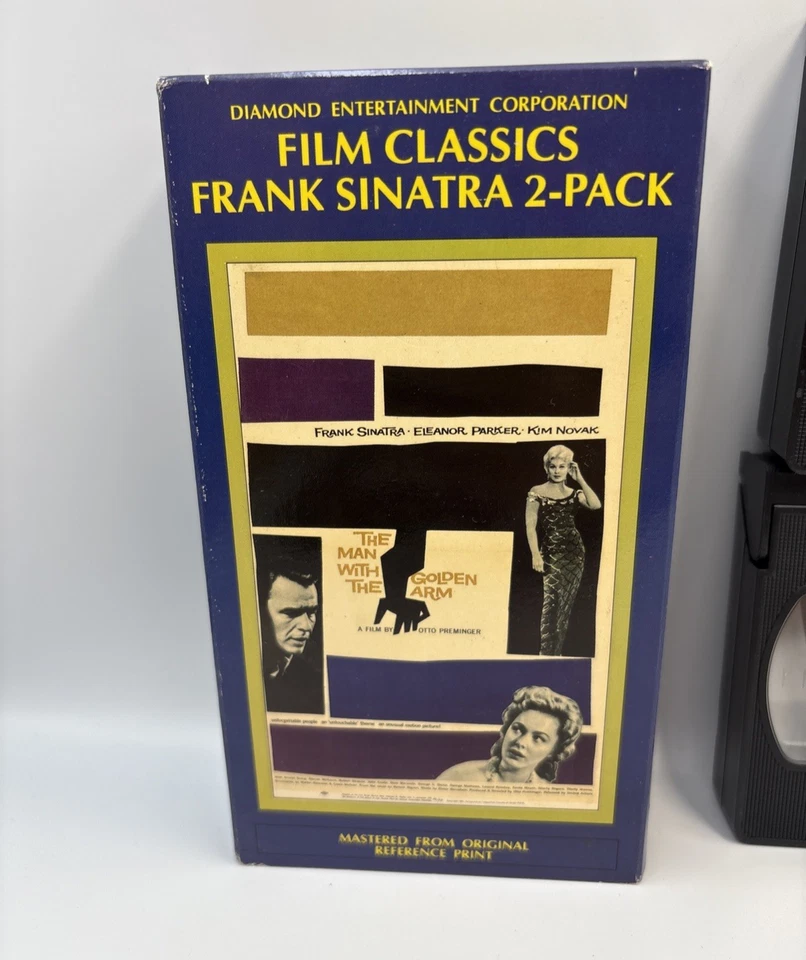 DIAMOND ENTERTAINMENT CORPORATION
FILM CLASSICS
FRANK SINATRA 2-PACK
FRANK SINATRA · ELEANOR PARKER · KIM NOVAK
THE
MAN
WITH
THE
GOLDEN
ARM
A FILM BY OTTO PREMINGER
MASTERED FROM ORIGINAL
REFERENCE PRINT